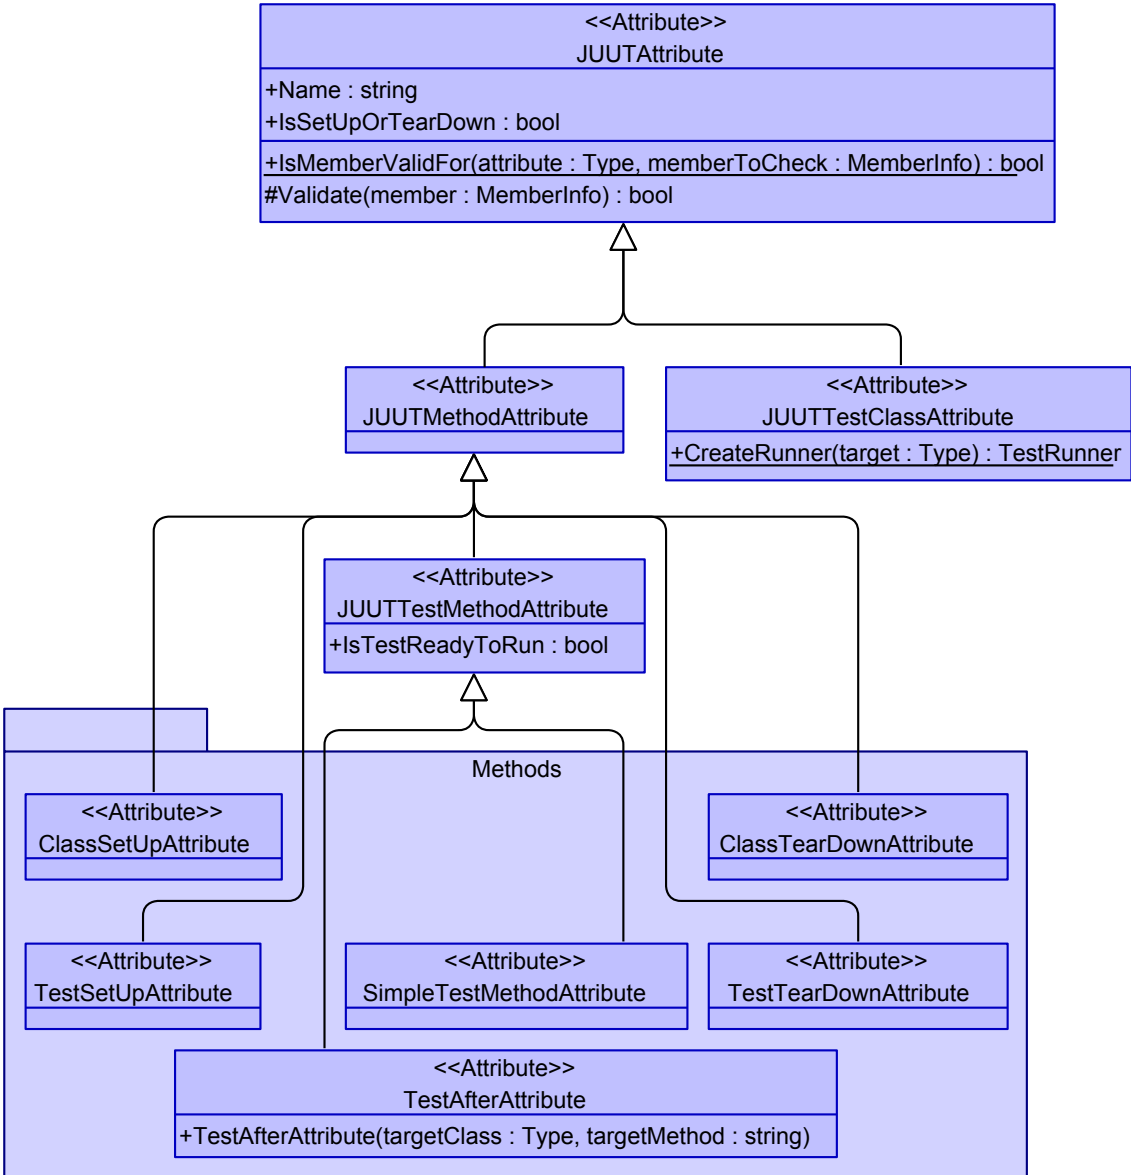 <<Attribute>>
JUUTAttribute
+Name : string
+IsSetUpOrTearDown : bool
+IsMemberValidFor(attribute : Type, memberToCheck : MemberInfo) : bool
#Validate(member : MemberInfo) : bool
<<Attribute>>
JUUTMethodAttribute
<<Attribute>>
JUUTTestClassAttribute
+CreateRunner(target : Type) : TestRunner
<<Attribute>>
JUUTTestMethodAttribute
+IsTestReadyToRun : bool
Methods
<<Attribute>>
ClassSetUpAttribute
<<Attribute>>
ClassTearDownAttribute
<<Attribute>>
TestSetUpAttribute
<<Attribute>>
SimpleTestMethodAttribute
<<Attribute>>
TestTearDownAttribute
<<Attribute>>
TestAfterAttribute
+TestAfterAttribute(targetClass : Type, targetMethod : string)